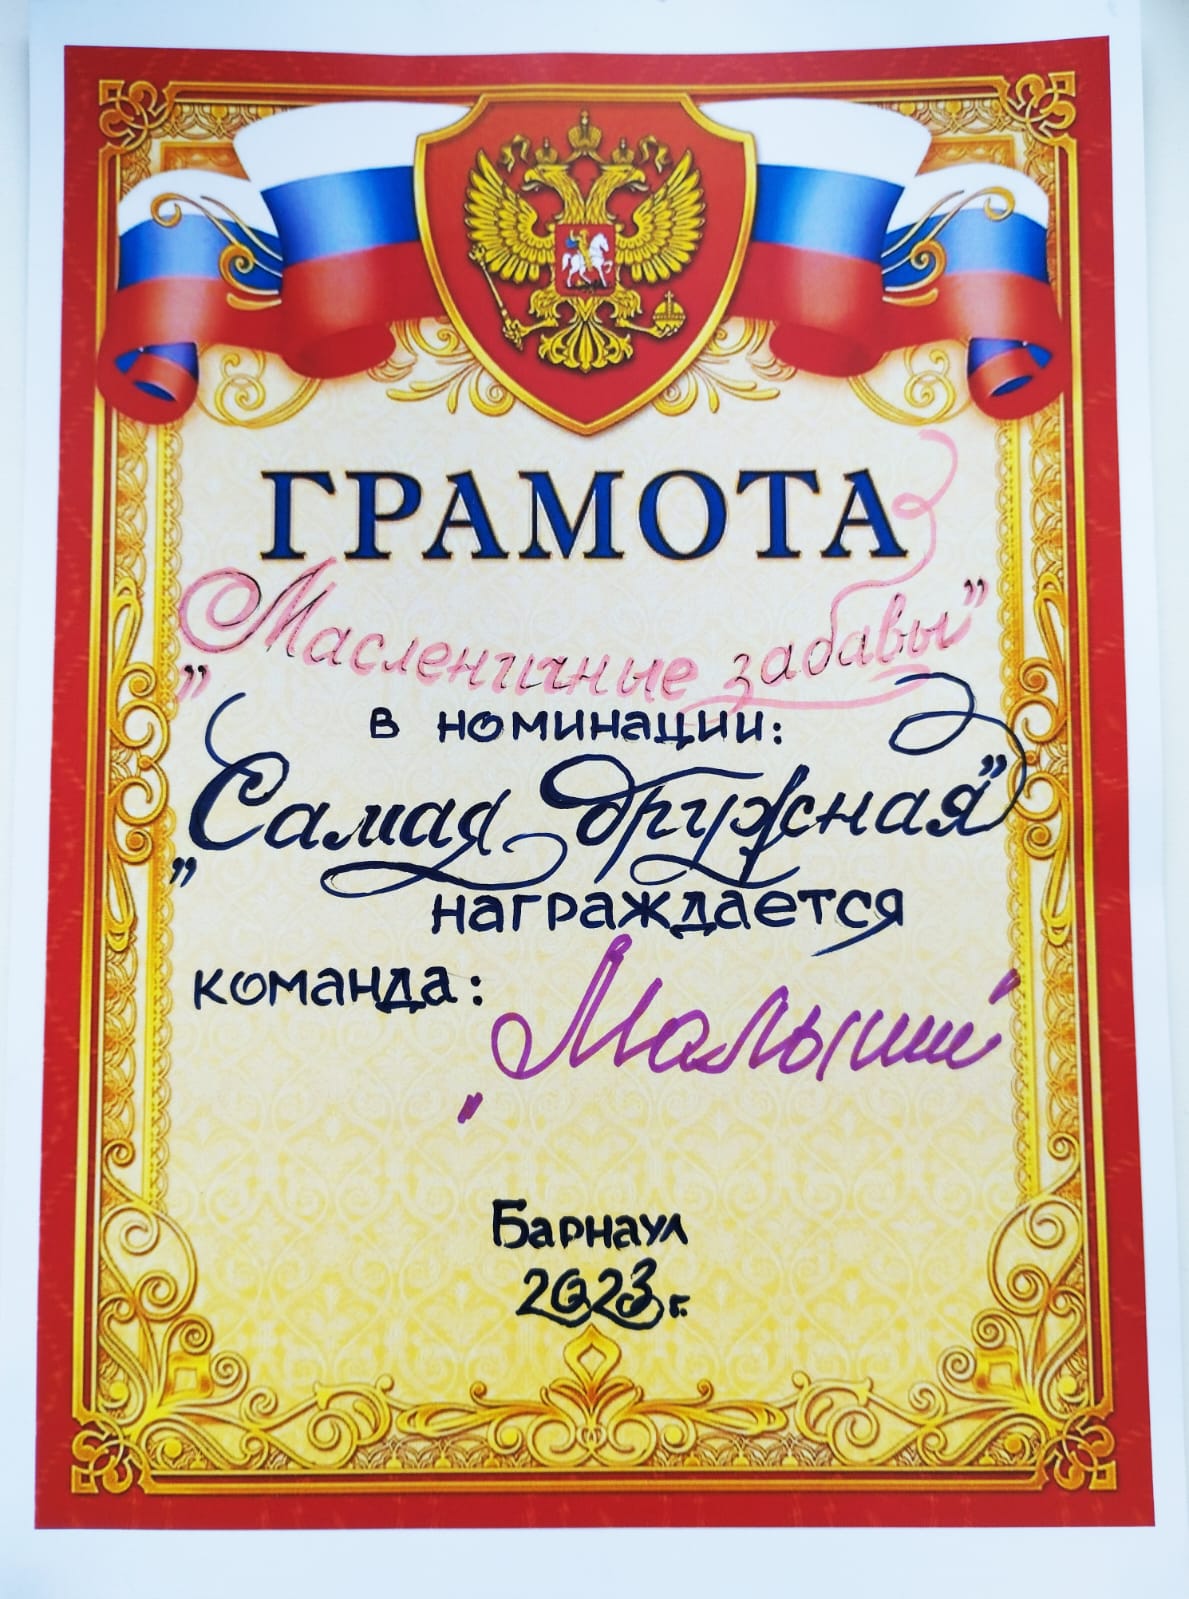 ГРАМОТА
„Масленичные забавы”
в номинации:
„Самая дружная”
награждается
команда: „Малыши”
Барнаул
2023 г.